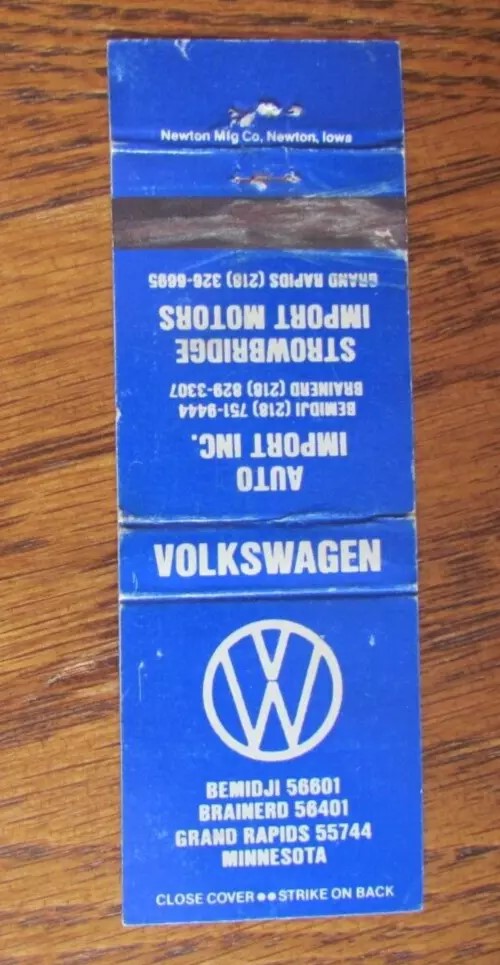 Newton Mfg Co, Newton, Iowa
AUTO
IMPORT INC.
BEMIDJI (218) 751-9444
BRAINERD (218) 829-3307
STROWBRIDGE
IMPORT MOTORS
GRAND RAPIDS (218) 326-6695
VOLKSWAGEN
BEMIDJI 56601
BRAINERD 56401
GRAND RAPIDS 55744
MINNESOTA
CLOSE COVER●●STRIKE ON BACK